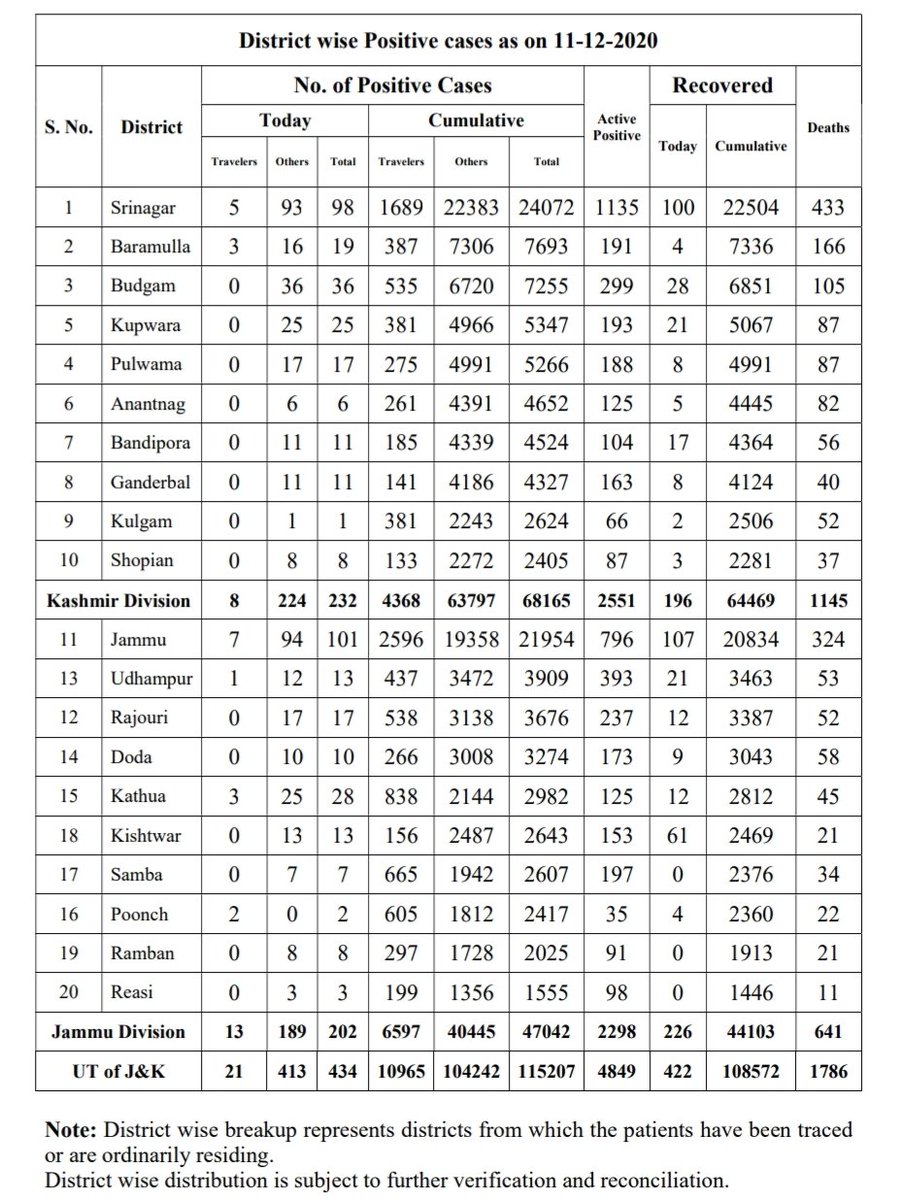 District wise Positive cases as on 11-12-2020
S. No. District No. of Positive Cases Active Positive Recovered Deaths
Today Cumulative Today Cumulative
Travelers Others Total Travelers Others Total
1 Srinagar 5 93 98 1689 22383 24072 1135 100 22504 433
2 Baramulla 3 16 19 387 7306 7693 191 4 7336 166
3 Budgam 0 36 36 535 6720 7255 299 28 6851 105
5 Kupwara 0 25 25 381 4966 5347 193 21 5067 87
4 Pulwama 0 17 17 275 4991 5266 188 8 4991 87
6 Anantnag 0 6 6 261 4391 4652 125 5 4445 82
7 Bandipora 0 11 11 185 4339 4524 104 17 4364 56
8 Ganderbal 0 11 11 141 4186 4327 163 8 4124 40
9 Kulgam 0 1 1 381 2243 2624 66 2 2506 52
10 Shopian 0 8 8 133 2272 2405 87 3 2281 37
Kashmir Division 8 224 232 4368 63797 68165 2551 196 64469 1145
11 Jammu 7 94 101 2596 19358 21954 796 107 20834 324
13 Udhampur 1 12 13 437 3472 3909 393 21 3463 53
12 Rajouri 0 17 17 538 3138 3676 237 12 3387 52
14 Doda 0 10 10 266 3008 3274 173 9 3043 58
15 Kathua 3 25 28 838 2144 2982 125 12 2812 45
18 Kishtwar 0 13 13 156 2487 2643 153 61 2469 21
17 Samba 0 7 7 665 1942 2607 197 0 2376 34
16 Poonch 2 0 2 605 1812 2417 35 4 2360 22
19 Ramban 0 8 8 297 1728 2025 91 0 1913 21
20 Reasi 0 3 3 199 1356 1555 98 0 1446 11
Jammu Division 13 189 202 6597 40445 47042 2298 226 44103 641
UT of J&K 21 413 434 10965 104242 115207 4849 422 108572 1786
Note: District wise breakup represents districts from which the patients have been traced
or are ordinarily residing.
District wise distribution is subject to further verification and reconciliation.